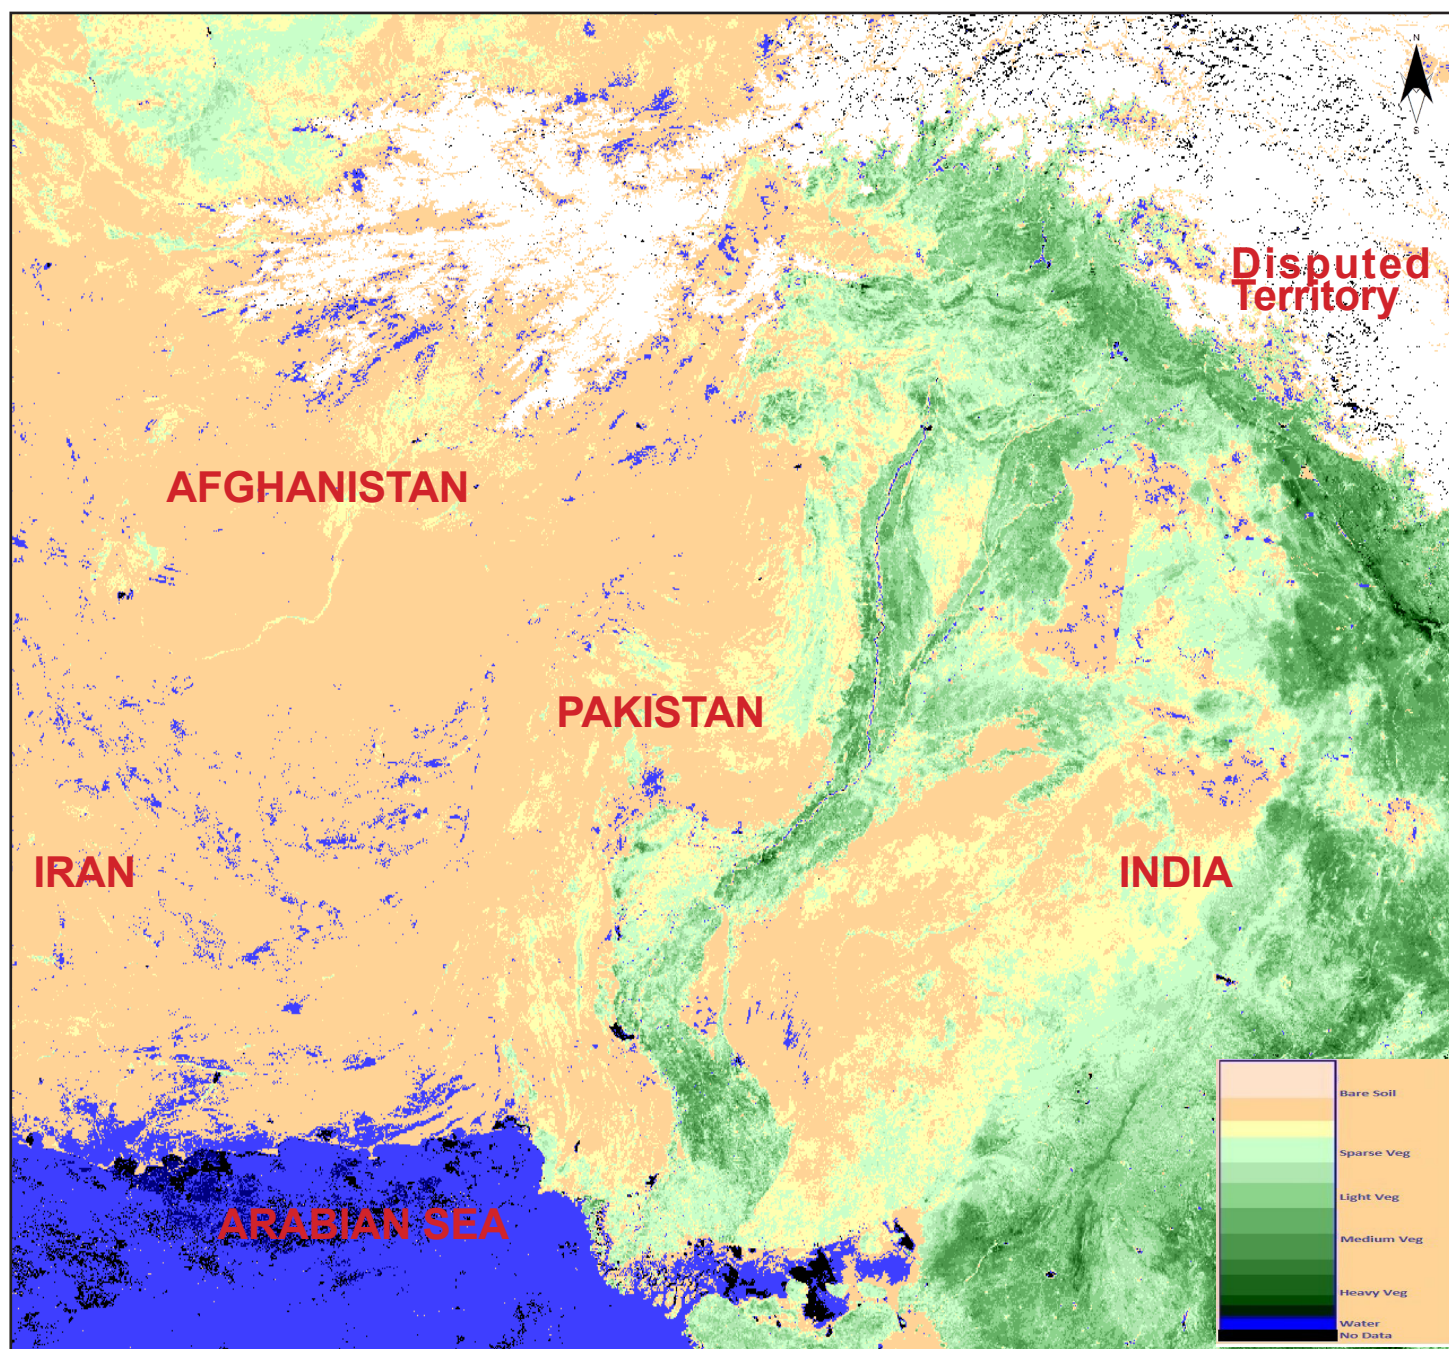 N
S
Disputed
Territory
AFGHANISTAN
PAKISTAN
IRAN
INDIA
ARABIAN SEA
Bare Soil
Sparse Veg
Light Veg
Medium Veg
Heavy Veg
Water
No Data